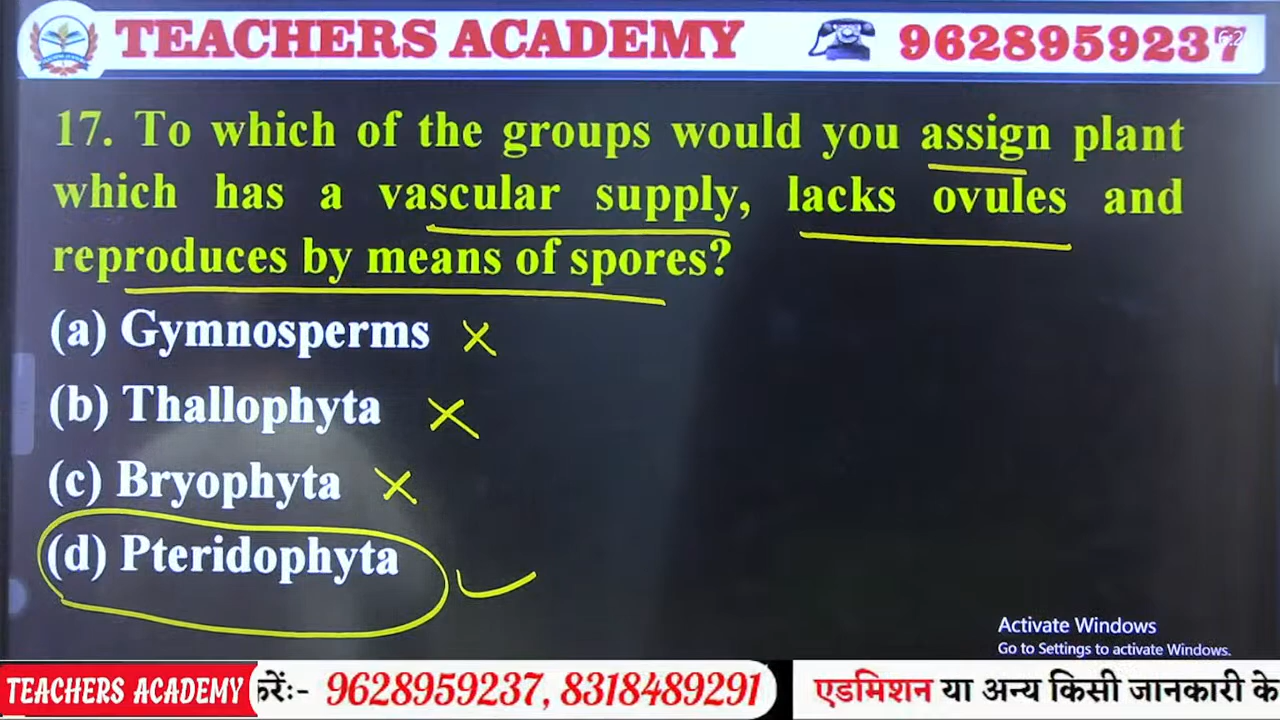 TEACHERS ACADEMY 9628959237
17. To which of the groups would you assign plant
which has a vascular supply, lacks ovules and
reproduces by means of spores?
(a) Gymnosperms
(b) Thallophyta
(c) Bryophyta
(d) Pteridophyta
Activate Windows
Go to Settings to activate Windows.
TEACHERS ACADEMY करें:- 9628959237, 8318489291 एडमिशन या अन्य किसी जानकारी के